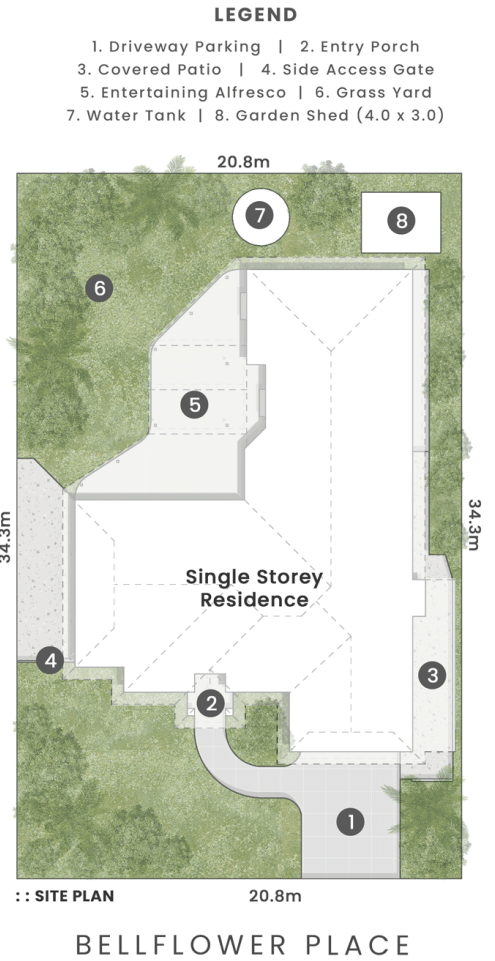 LEGEND
1. Driveway Parking | 2. Entry Porch
3. Covered Patio | 4. Side Access Gate
5. Entertaining Alfresco | 6. Grass Yard
7. Water Tank | 8. Garden Shed (4.0 x 3.0)
20.8m
7
8
6
5
34.3m
34.3m
Single Storey
Residence
4
3
2
1
: : SITE PLAN
20.8m
BELLFLOWER PLACE